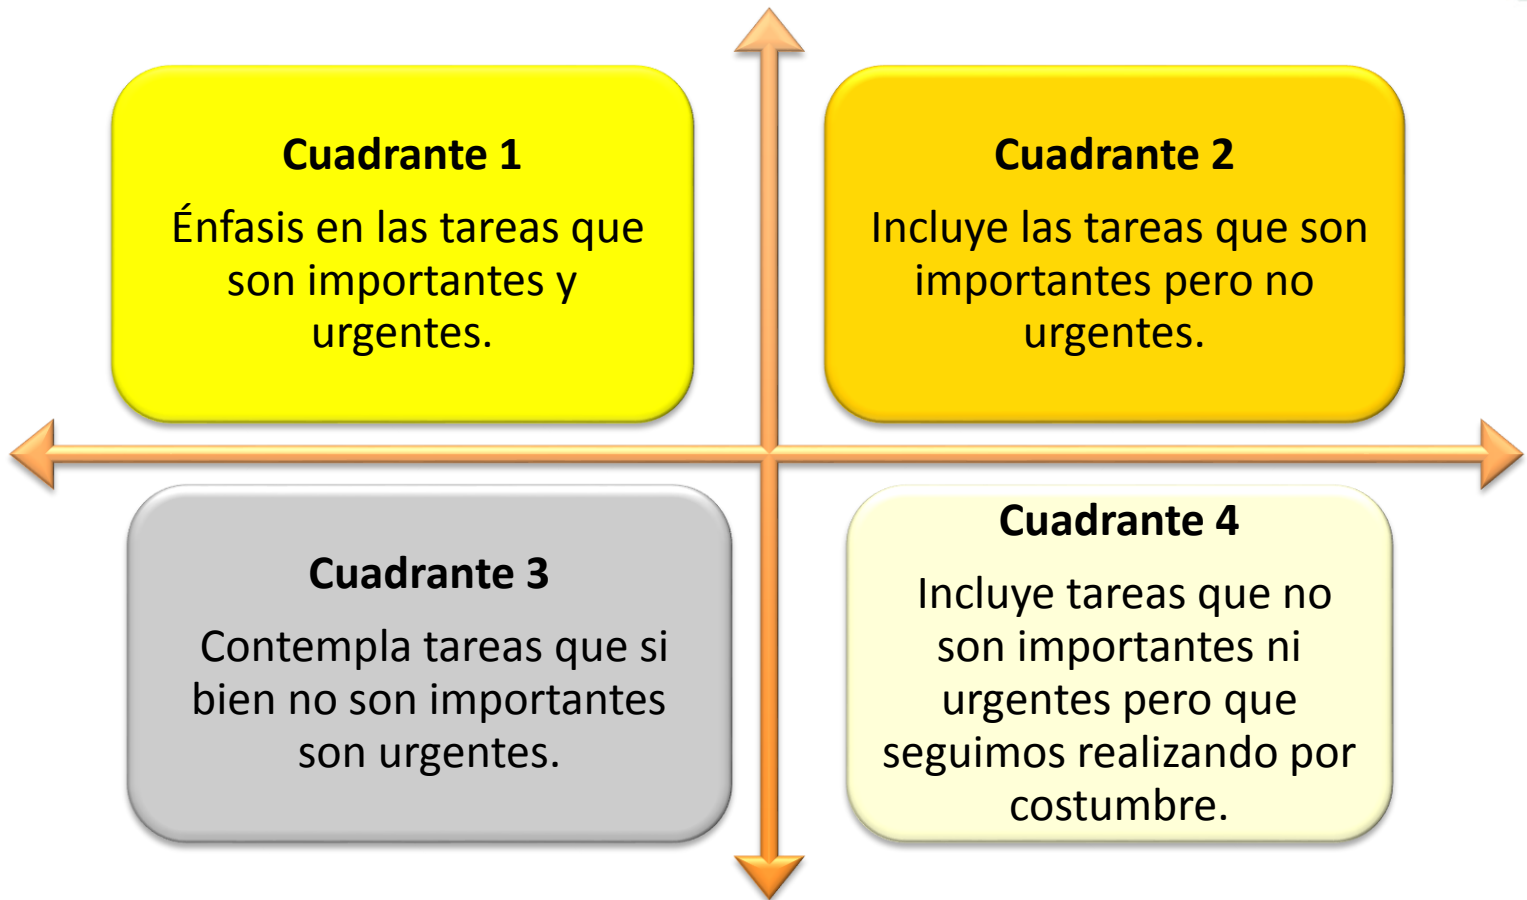 Cuadrante 1
Énfasis en las tareas que
son importantes y
urgentes.
Cuadrante 2
Incluye las tareas que son
importantes pero no
urgentes.
Cuadrante 3
Contempla tareas que si
bien no son importantes
son urgentes.
Cuadrante 4
Incluye tareas que no
son importantes ni
urgentes pero que
seguimos realizando por
costumbre.